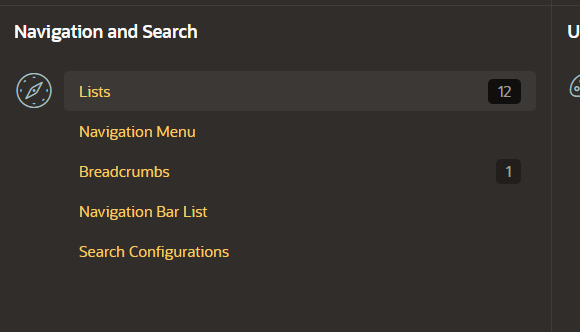 Navigation and Search
Lists 12
Navigation Menu
Breadcrumbs 1
Navigation Bar List
Search Configurations
U